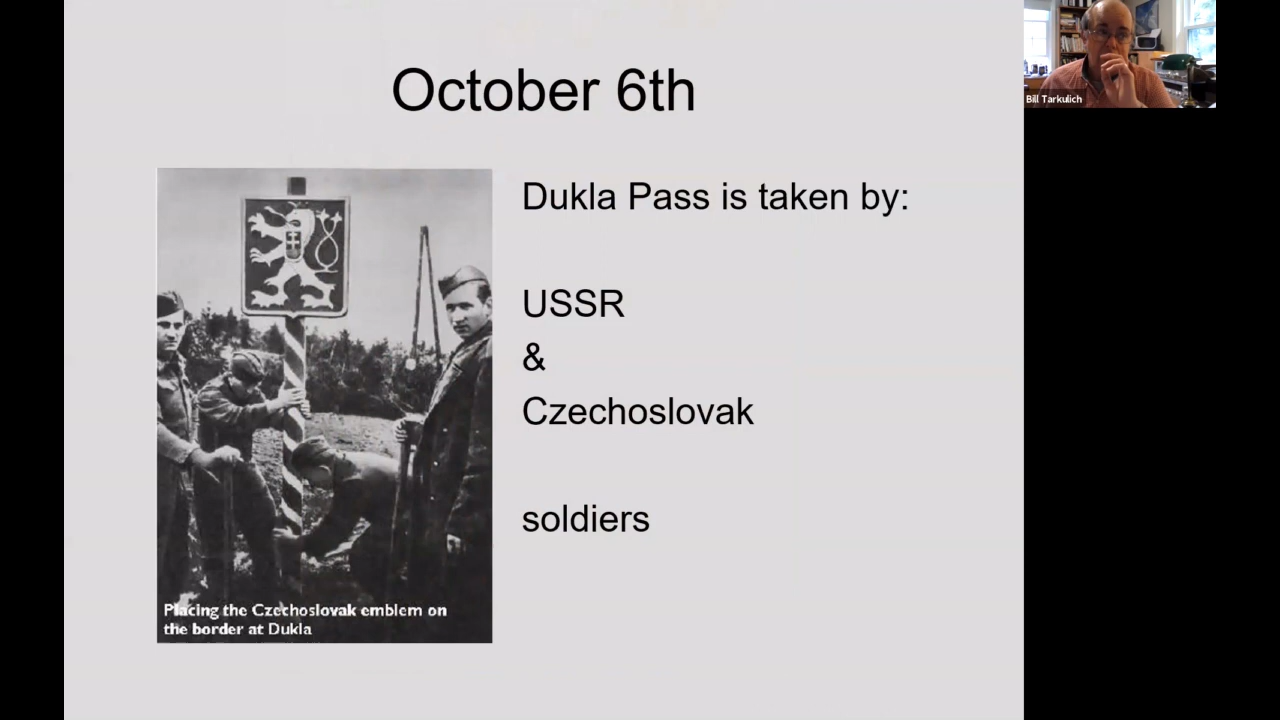 October 6th
Dukla Pass is taken by:
USSR
&
Czechoslovak
soldiers
Placing the Czechoslovak emblem on
the border at Dukla
Bill Tarkulich